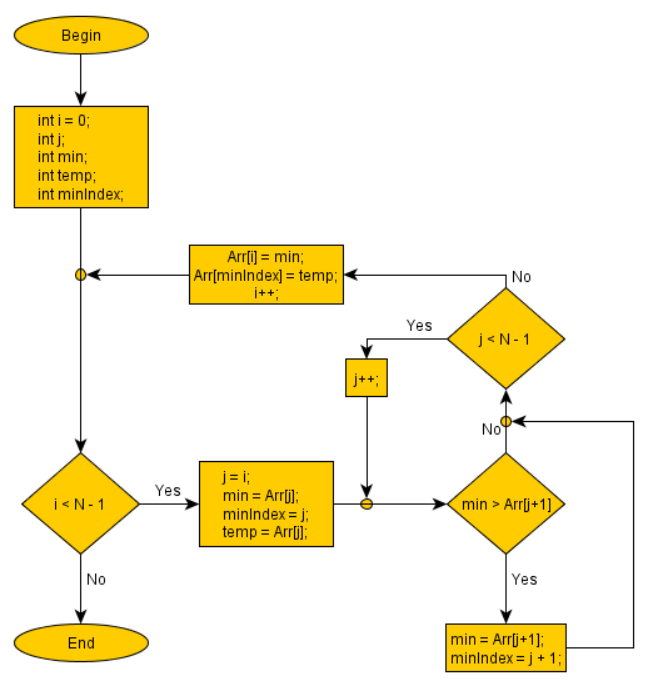 Begin
int i = 0;
int j;
int min;
int temp;
int minIndex;
Arr[i] = min;
Arr[minIndex] = temp;
i++;
No
j < N - 1
Yes
j++;
No
i < N - 1
Yes
j = i;
min = Arr[j];
minIndex = j;
temp = Arr[j];
min > Arr[j+1]
No
Yes
End
min = Arr[j+1];
minIndex = j + 1;